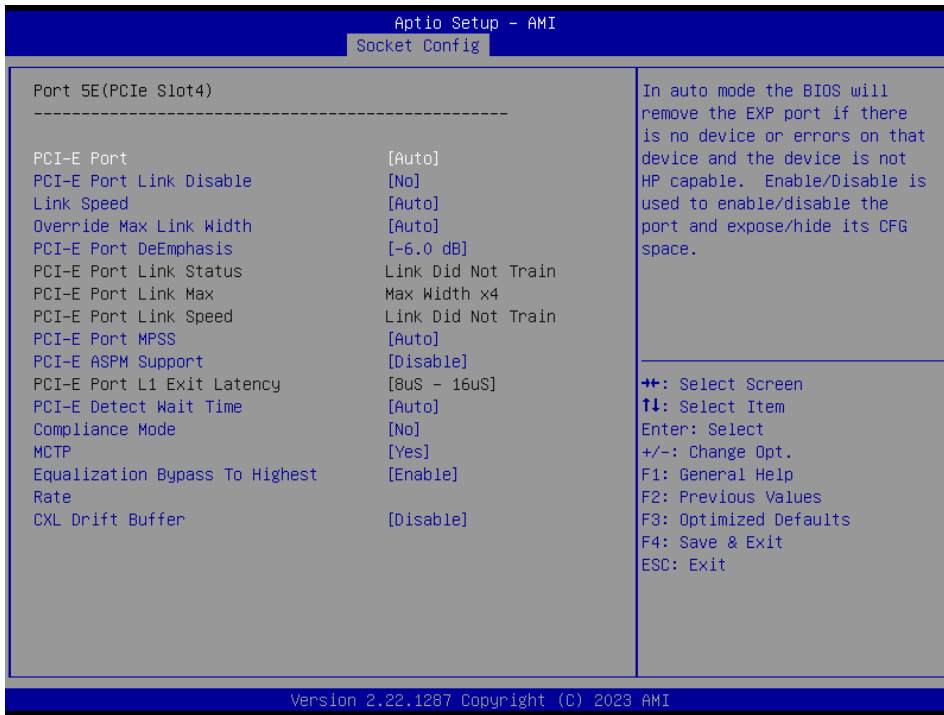 Aptio Setup – AMI
Socket Config
Port 5E(PCIe Slot4)
--------------------------------------------------
PCI-E Port [Auto]
PCI-E Port Link Disable [No]
Link Speed [Auto]
Override Max Link Width [Auto]
PCI-E Port DeEmphasis [-6.0 dB]
PCI-E Port Link Status Link Did Not Train
PCI-E Port Link Max Max Width x4
PCI-E Port Link Speed Link Did Not Train
PCI-E Port MPSS [Auto]
PCI-E ASPM Support [Disable]
PCI-E Port L1 Exit Latency [8uS - 16uS]
PCI-E Detect Wait Time [Auto]
Compliance Mode [No]
MCTP [Yes]
Equalization Bypass To Highest [Enable]
Rate
CXL Drift Buffer [Disable]
In auto mode the BIOS will
remove the EXP port if there
is no device or errors on that
device and the device is not
HP capable.  Enable/Disable is
used to enable/disable the
port and expose/hide its CFG
space.
→←: Select Screen
↑↓: Select Item
Enter: Select
+/-: Change Opt.
F1: General Help
F2: Previous Values
F3: Optimized Defaults
F4: Save & Exit
ESC: Exit
Version 2.22.1287 Copyright (C) 2023 AMI